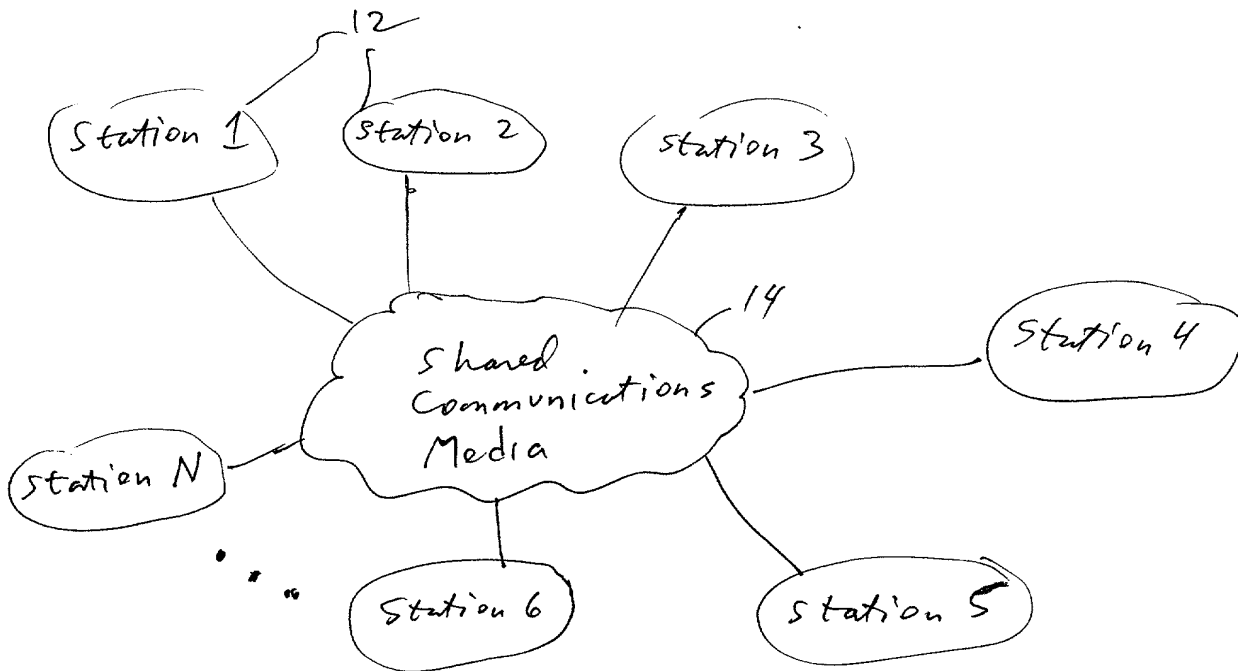 12
Station 1
Station 2
Station 3
14
Shared
Communications
Media
Station 4
Station N
Station 6
Station 5